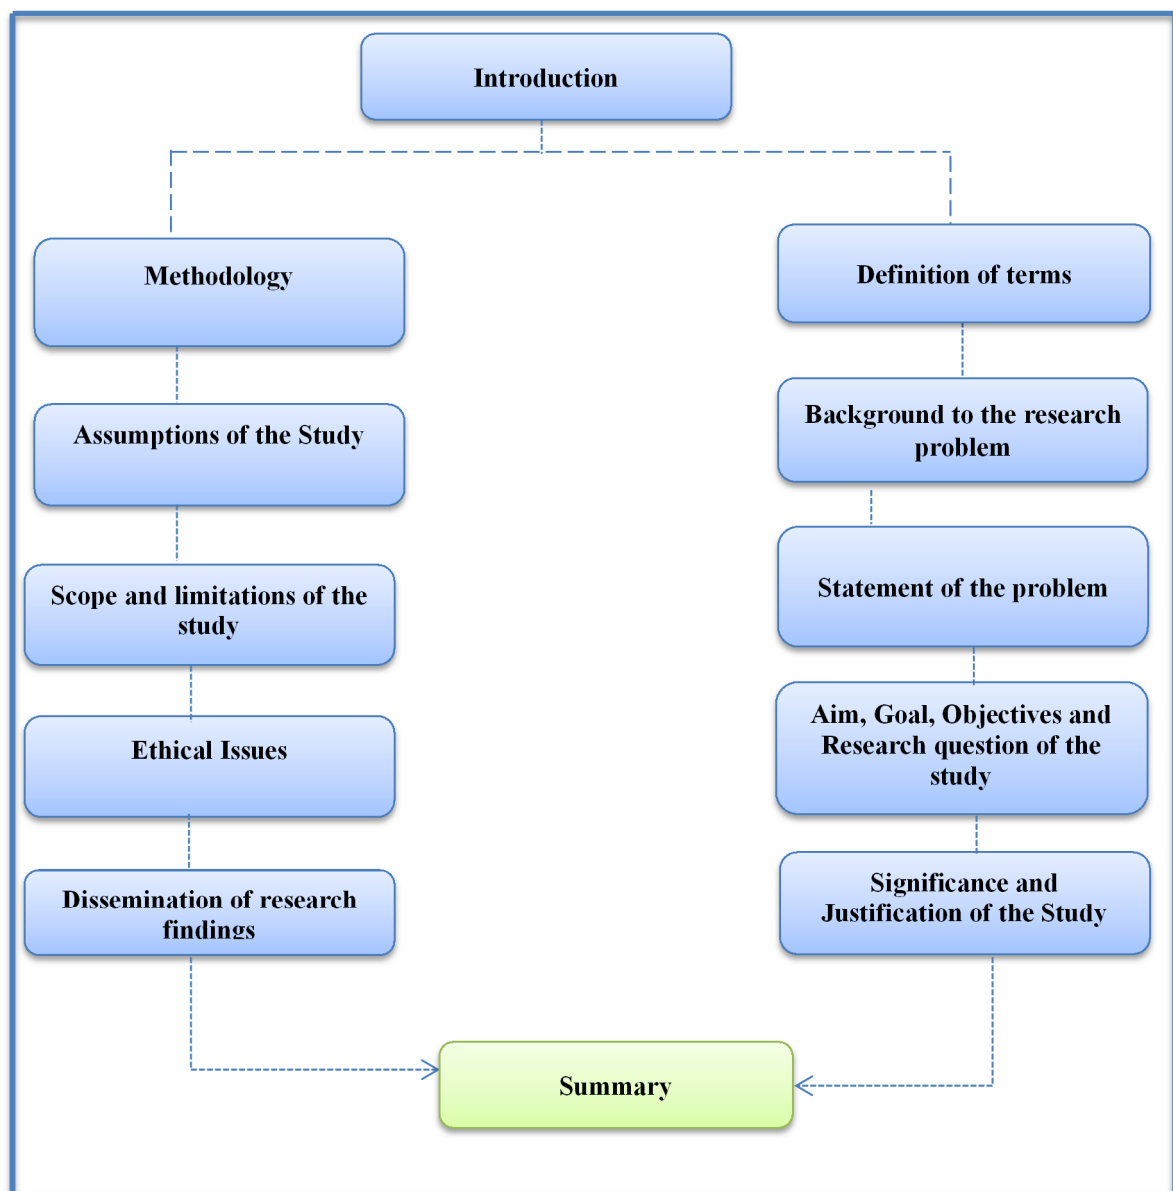 Introduction
Methodology
Assumptions of the Study
Scope and limitations of the
study
Ethical Issues
Dissemination of research
findings
Definition of terms
Background to the research
problem
Statement of the problem
Aim, Goal, Objectives and
Research question of the
study
Significance and
Justification of the Study
Summary